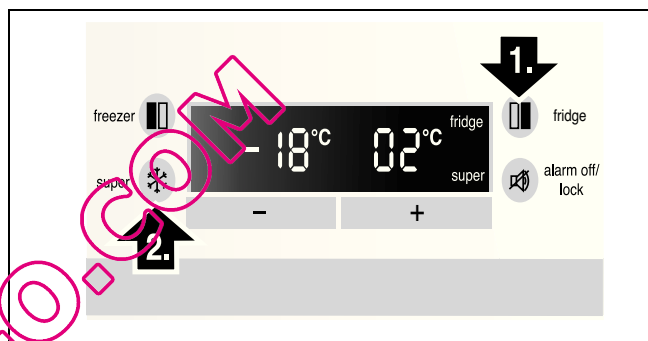 1.
freezer
fridge
fridge
-18°C
02°C
super
super
alarm off/
lock
−
+
2.
O.COM